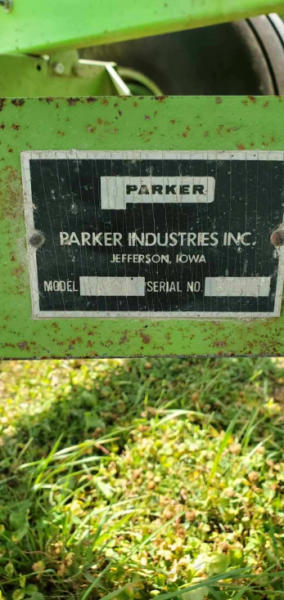 PARKER
PARKER INDUSTRIES INC.
JEFFERSON, IOWA
MODEL SERIAL NO.